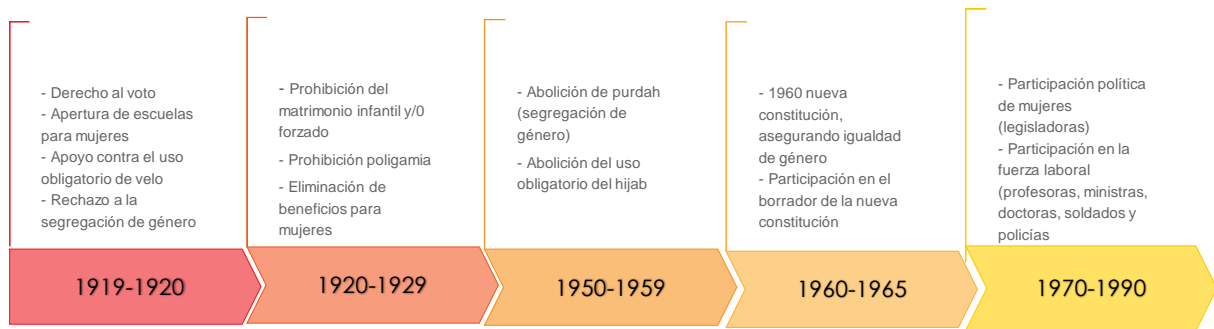 - Derecho al voto
- Apertura de escuelas
para mujeres
- Apoyo contra el uso
obligatorio de velo
- Rechazo a la
segregación de género
1919-1920
- Prohibición del
matrimonio infantil y/0
forzado
- Prohibición poligamia
- Eliminación de
beneficios para
mujeres
1920-1929
- Abolición de purdah
(segregación de
género)
- Abolición del uso
obligatorio del hijab
1950-1959
- 1960 nueva
constitución,
asegurando igualdad
de género
- Participación en el
borrador de la nueva
constitución
1960-1965
- Participación política
de mujeres
(legisladoras)
- Participación en la
fuerza laboral
(profesoras, ministras,
doctoras, soldados y
policías
1970-1990